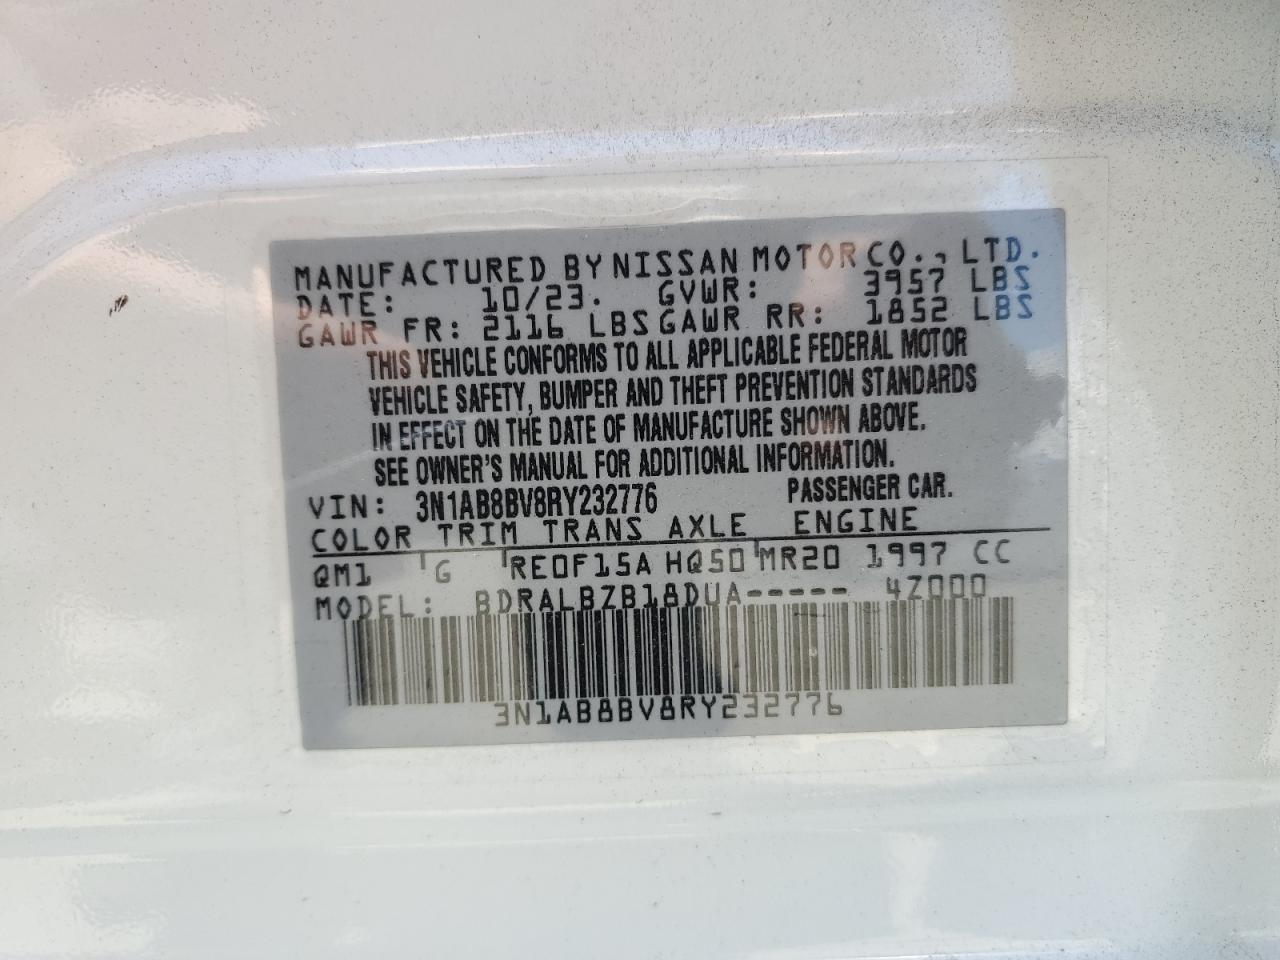 MANUFACTURED BY NISSAN MOTOR CO., LTD.
DATE: 10/23. GVWR: 3957 LBS
GAWR FR: 2116 LBS GAWR RR: 1852 LBS
THIS VEHICLE CONFORMS TO ALL APPLICABLE FEDERAL MOTOR
VEHICLE SAFETY, BUMPER AND THEFT PREVENTION STANDARDS
IN EFFECT ON THE DATE OF MANUFACTURE SHOWN ABOVE.
SEE OWNER'S MANUAL FOR ADDITIONAL INFORMATION.
VIN: 3N1AB8BV8RY232776 PASSENGER CAR.
COLOR TRIM TRANS AXLE ENGINE
QM1 G RE0F15A HQ50 MR20 1997 CC
MODEL: BDRALBZB18DUA----- 4Z000
3N1AB8BV8RY232776